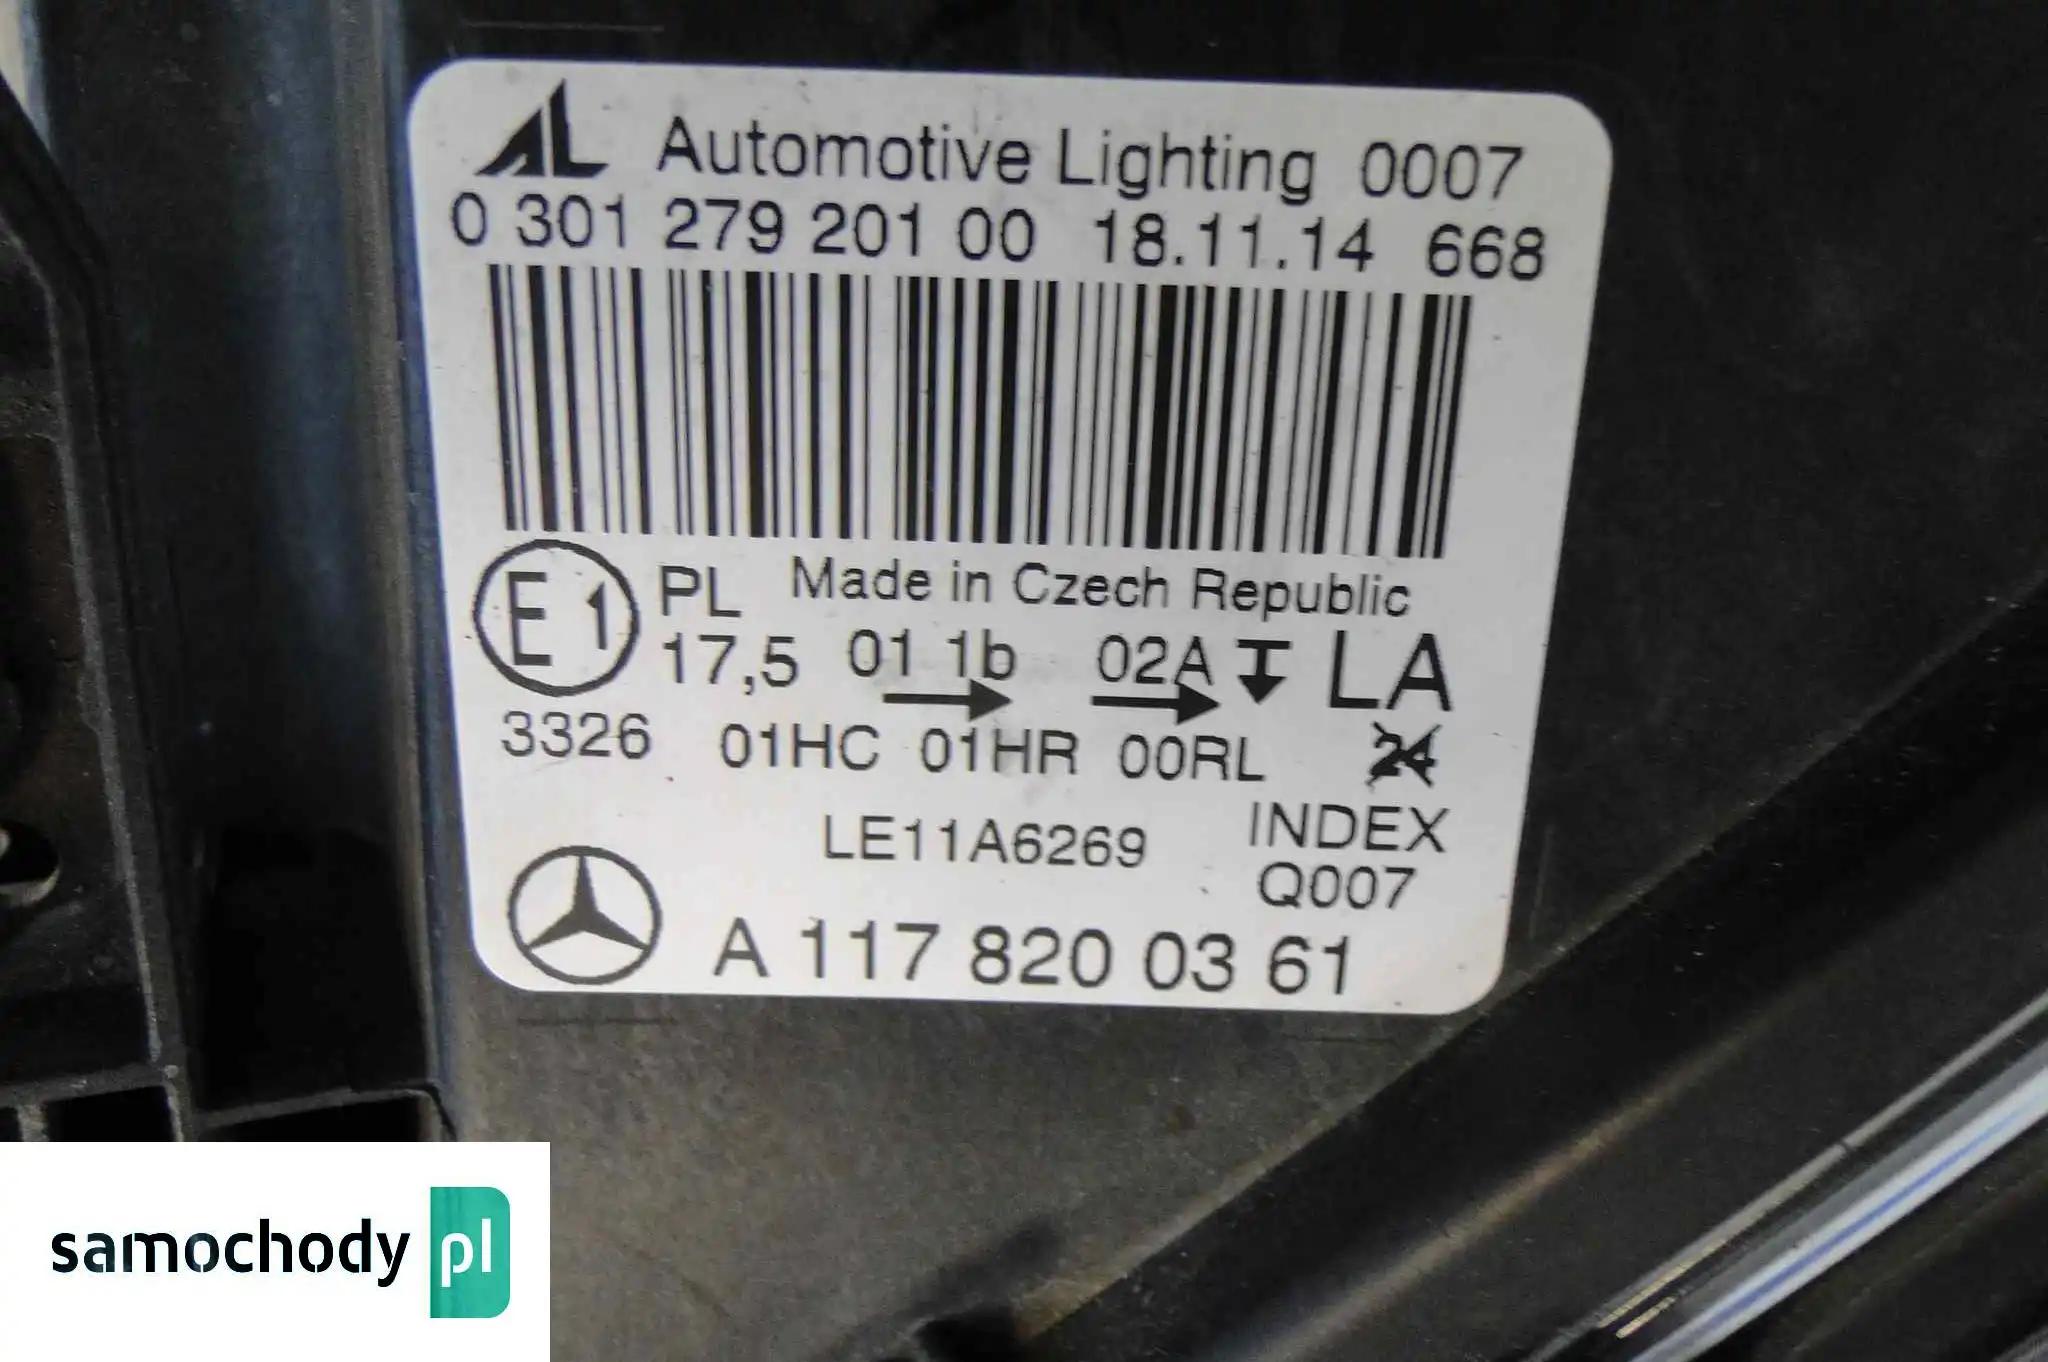 AL Automotive Lighting 0007
0 301 279 201 00 18.11.14 668
E1 PL Made in Czech Republic
17,5 01 1b 02A LA
3326 01HC 01HR 00RL 24
LE11A6269 INDEX
Q007
A 117 820 03 61
samochody pl